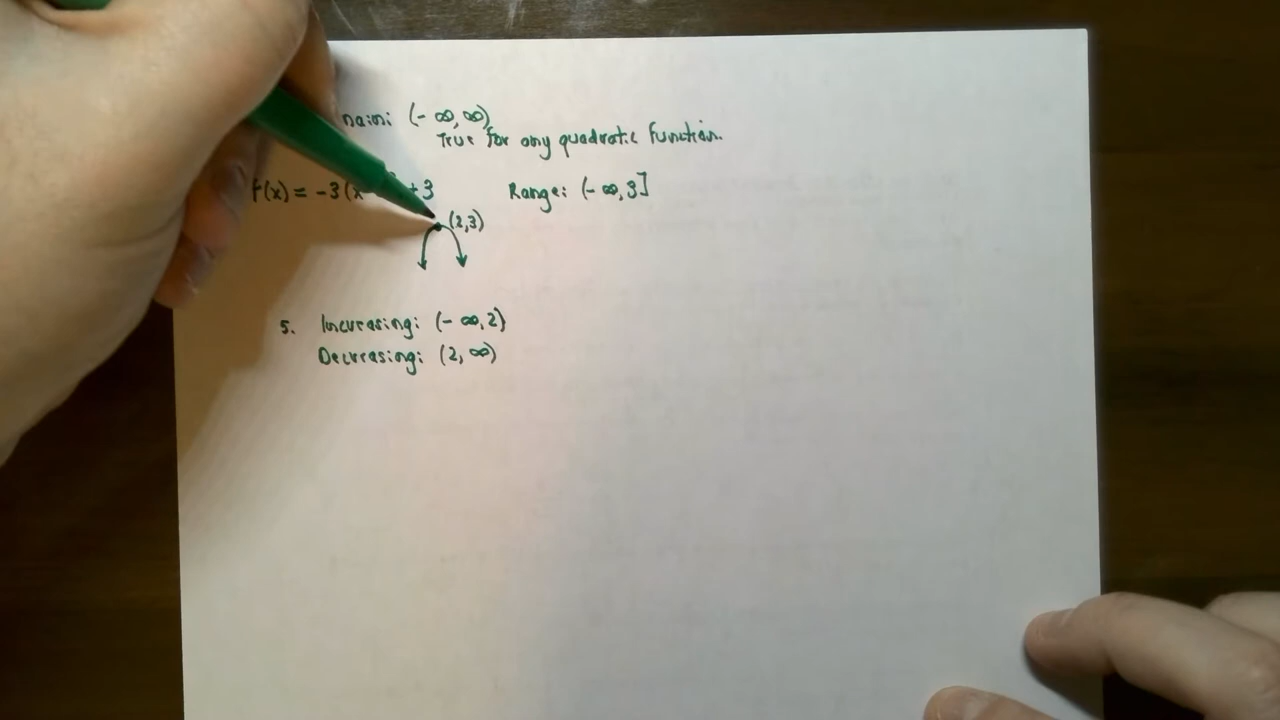 (-∞,∞)
True for any quadratic function.
f(x) = -3(x +3 Range: (-∞,3]
(2,3)
5. Increasing: (-∞,2)
Decreasing: (2,∞)